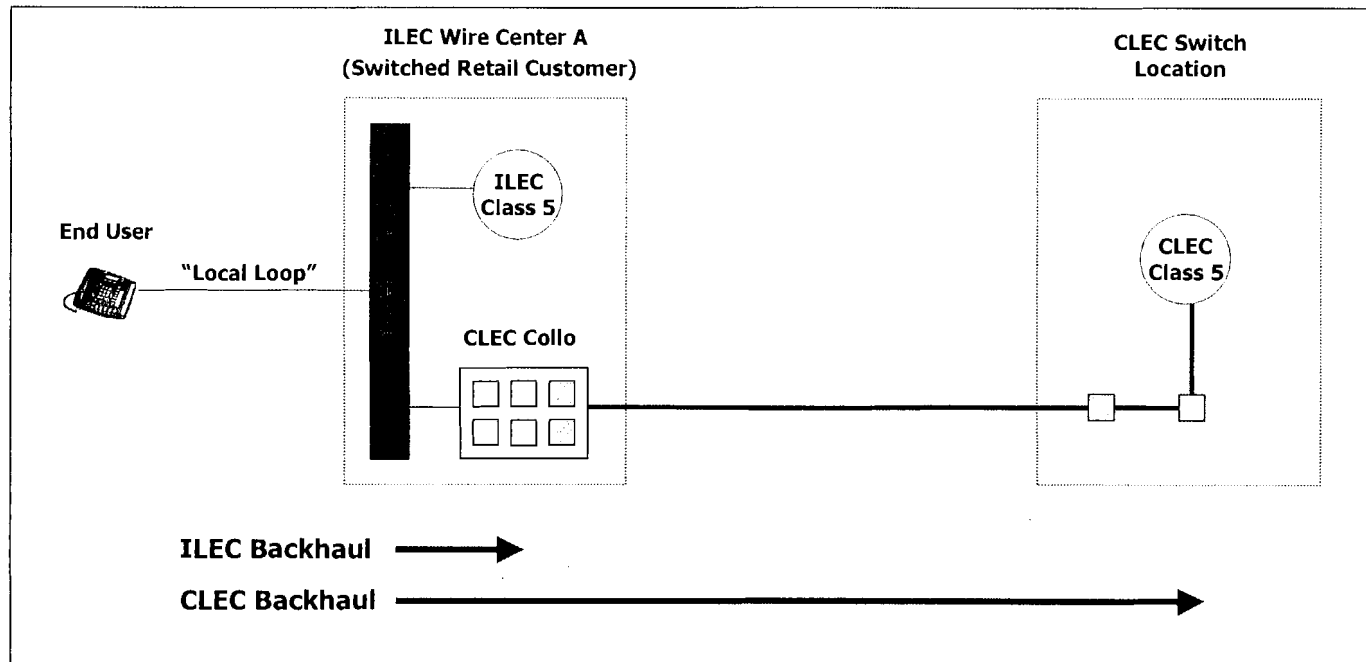 ILEC Wire Center A
(Switched Retail Customer)
CLEC Switch
Location
ILEC
Class 5
End User
"Local Loop"
CLEC
Class 5
CLEC Collo
ILEC Backhaul
CLEC Backhaul